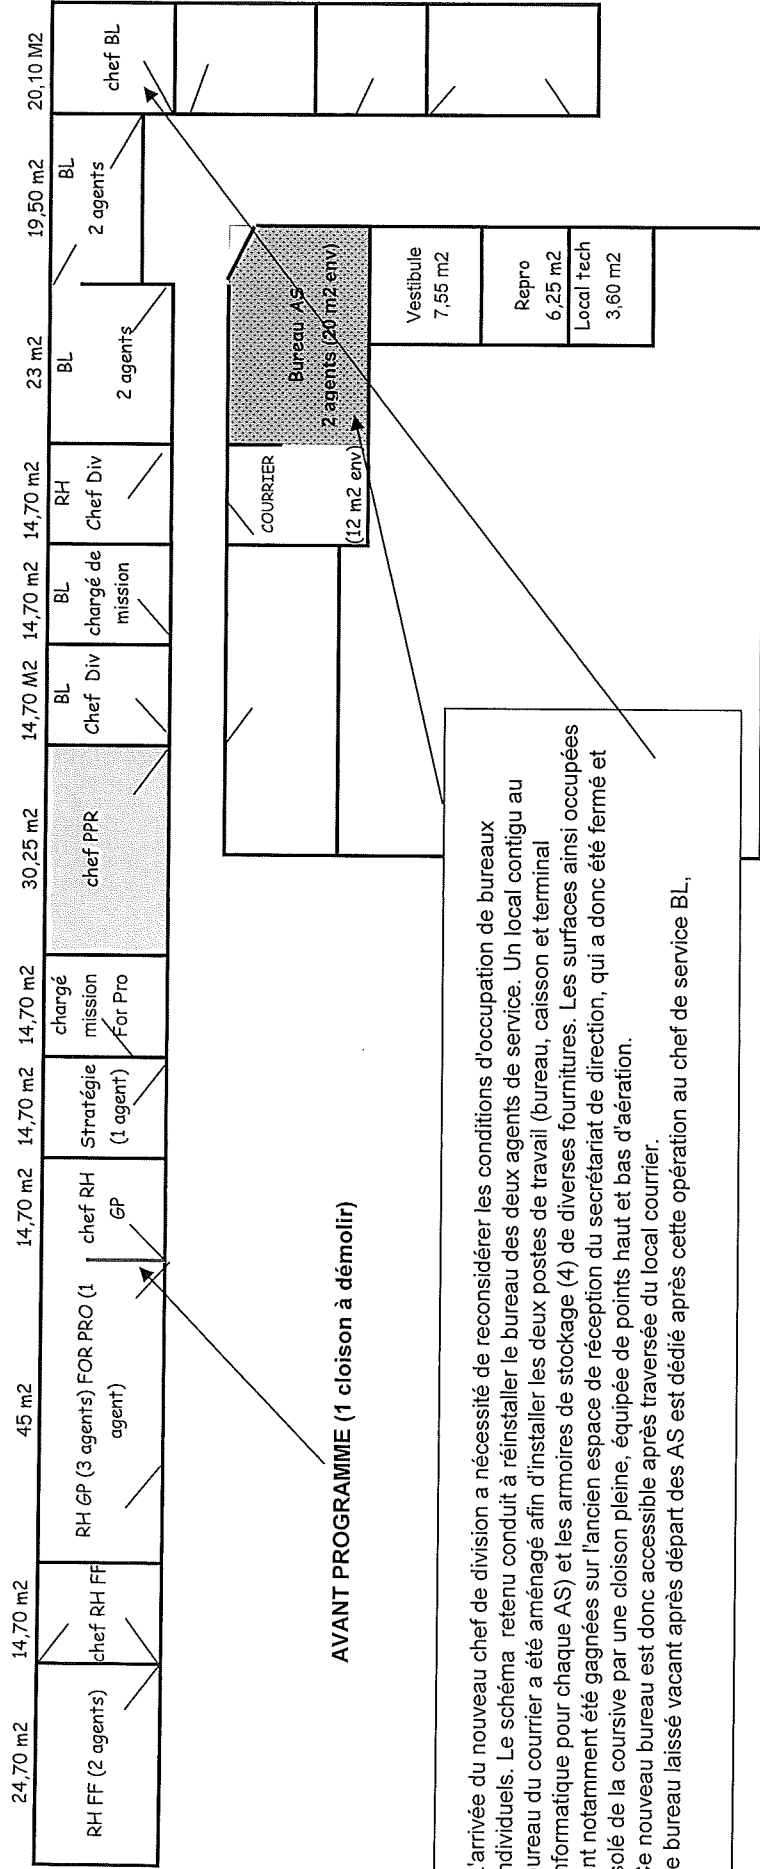 24,70 m2
14,70 m2
45 m2
14,70 m2
14,70 m2
14,70 m2
30,25 m2
14,70 M2
14,70 m2
14,70 m2
23 m2
19,50 m2
20,10 M2
RH FF (2 agents)
chef RH FF
RH GP (3 agents) FOR PRO (1
agent)
chef RH
GP
Stratégie
(1 agent)
chargé
mission
For Pro
chef PPR
BL
Chef Div
BL
chargé de
mission
RH
Chef Div
BL
2 agents
BL
2 agents
chef BL
COURRIER
(12 m2 env)
Bureau AS
2 agents (20 m2 env)
Vestibule
7,55 m2
Repro
6,25 m2
Local tech
3,60 m2
AVANT PROGRAMME (1 cloison à démolir)
'arrivée du nouveau chef de division a nécessité de reconsidérer les conditions d'occupation de bureaux
ndividuels. Le schéma retenu conduit à réinstaller le bureau des deux agents de service. Un local contigu au
ureau du courrier a été aménagé afin d'installer les deux postes de travail (bureau, caisson et terminal
nformatique pour chaque AS) et les armoires de stockage (4) de diverses fournitures. Les surfaces ainsi occupées
nt notamment été gagnées sur l'ancien espace de réception du secrétariat de direction, qui a donc été fermé et
solé de la coursive par une cloison pleine, équipée de points haut et bas d'aération.
e nouveau bureau est donc accessible après traversée du local courrier.
e bureau laissé vacant après départ des AS est dédié après cette opération au chef de service BL,